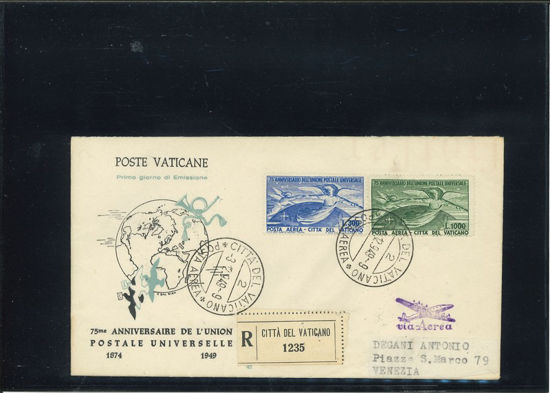 POSTE VATICANE
Primo giorno di Emissione
75° ANNIVERSARIO DELL'UNIONE POSTALE UNIVERSALE
L.300
POSTA AEREA - CITTÀ DEL VATICANO
75° ANNIVERSARIO DELL'UNIONE POSTALE UNIVERSALE
L.1000
POSTA AEREA - CITTÀ DEL VATICANO
CITTÀ DEL VATICANO
POSTA AEREA
CITTÀ DEL VATICANO
POSTA AEREA
via Aerea
75me ANNIVERSAIRE DE L'UNION
POSTALE UNIVERSELLE
1874 1949
R CITTÀ DEL VATICANO
1235
DEGANI ANTONIO
Piazza S.Marco 79
VENEZIA